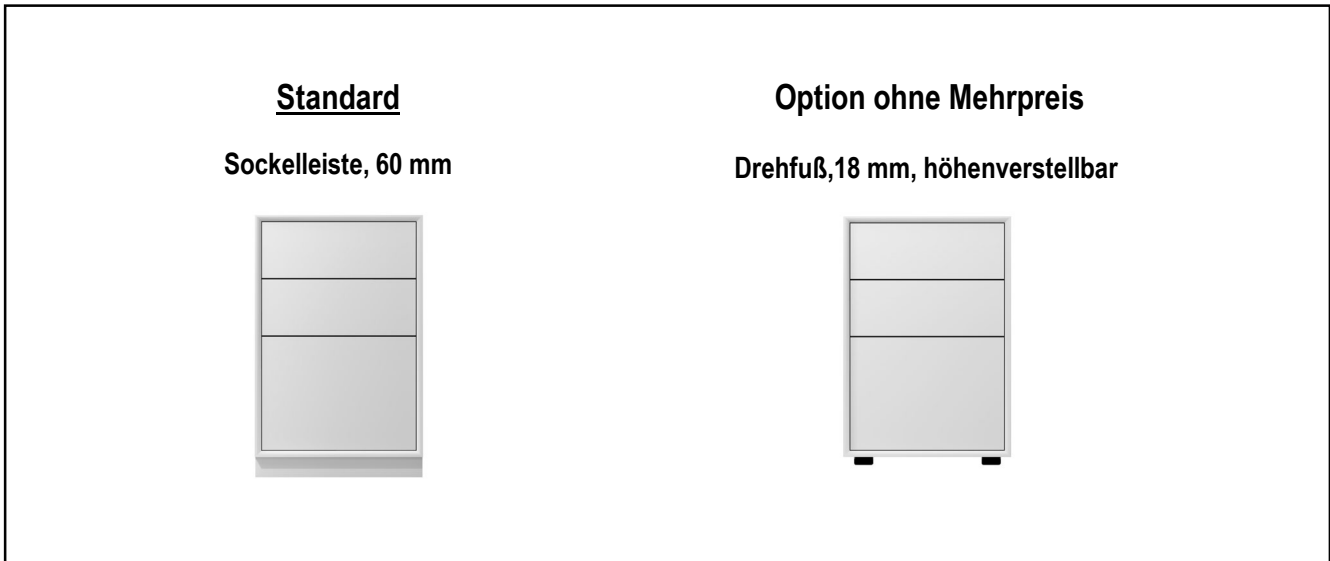 Standard
Option ohne Mehrpreis
Sockelleiste, 60 mm
Drehfuß,18 mm, höhenverstellbar